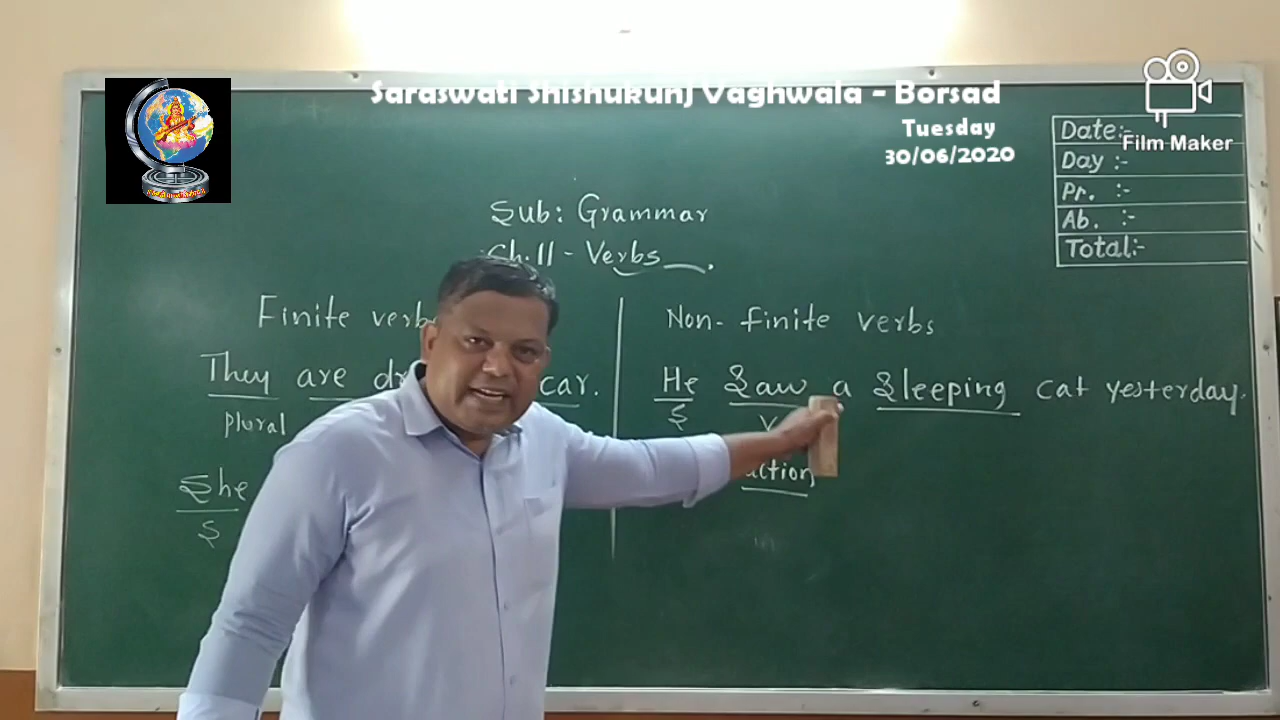 Saraswati Shishukunj Vaghwala - Borsad
Tuesday
30/06/2020
Film Maker
Date:-
Day :-
Pr. :-
Ab. :-
Total:-
Sub: Grammar
Ch.11 - Verbs
Finite verbs
They are car.
plural
She
S
Non-finite verbs
He Saw a Sleeping cat yesterday.
S V
action